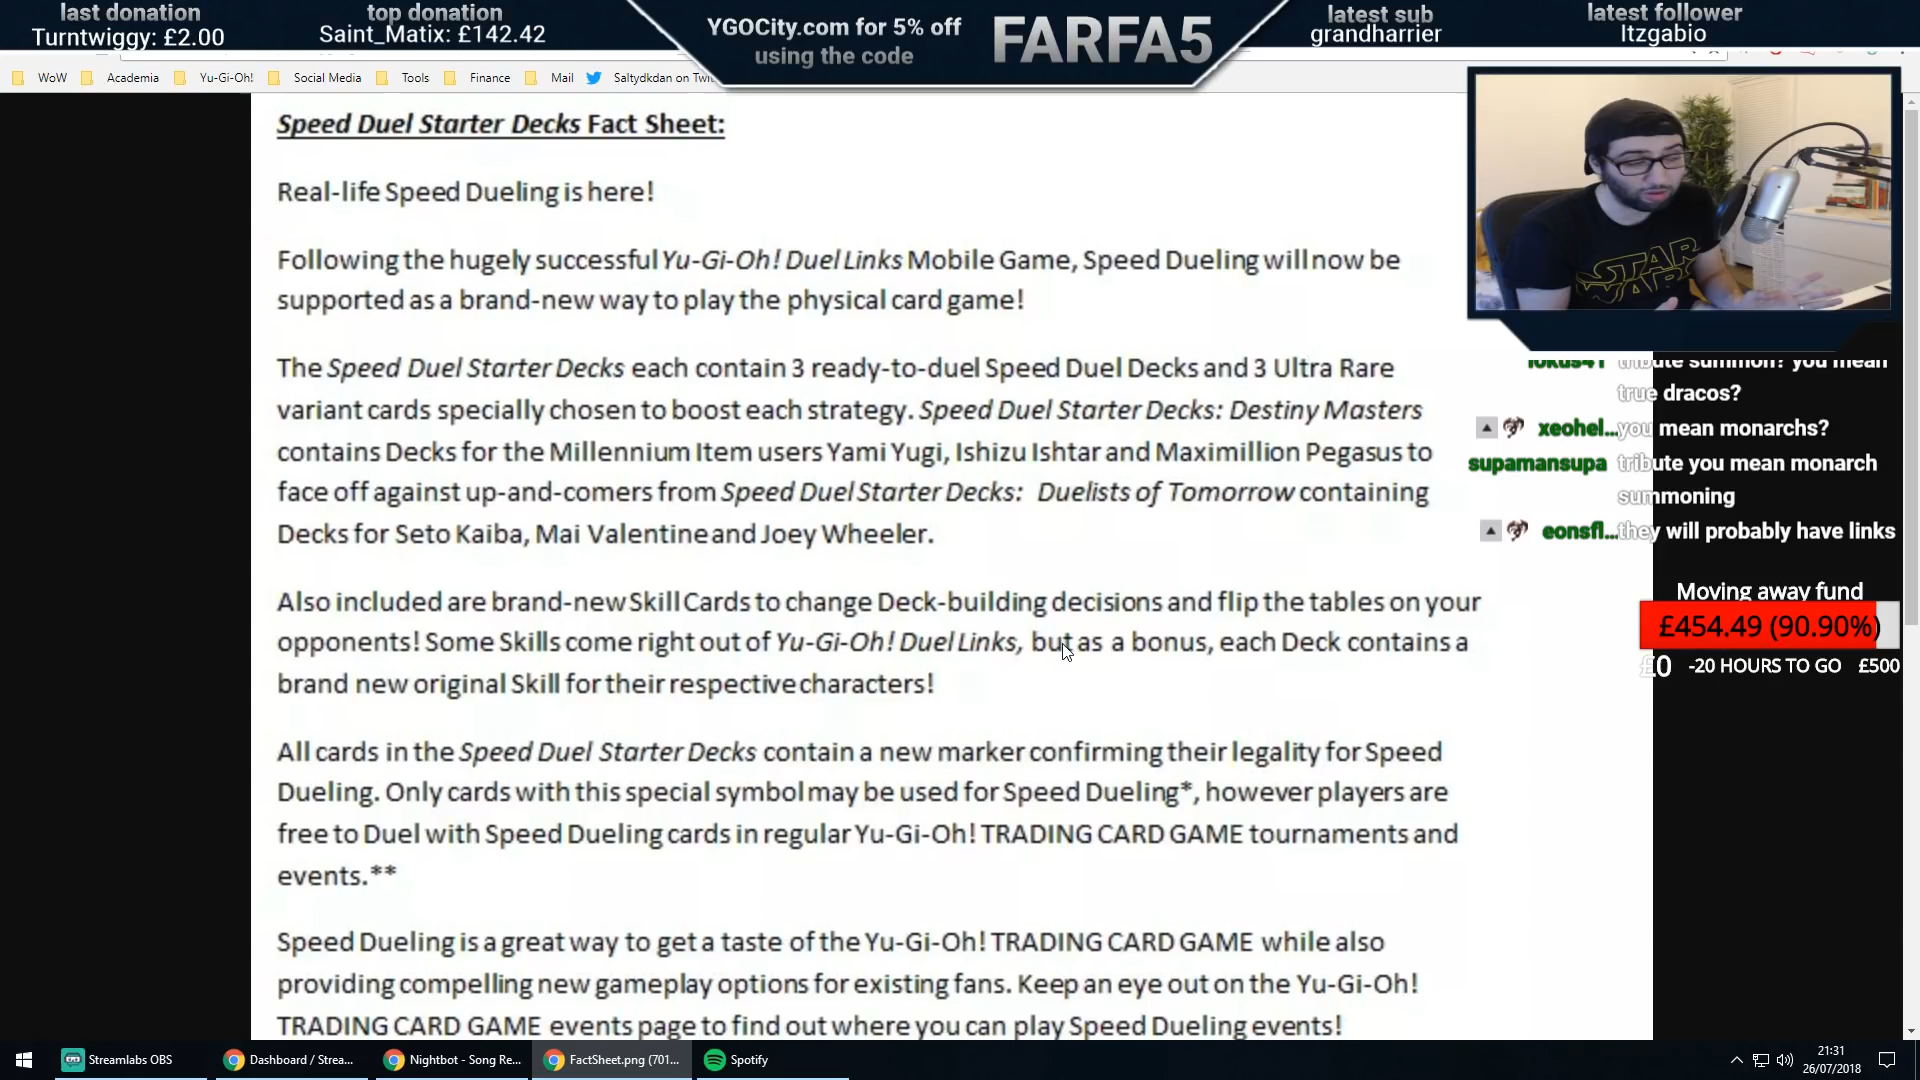 last donation
Turntwiggy: £2.00
top donation
Saint_Matix: £142.42
YGOCity.com for 5% off
using the code
FARFA5
latest sub
grandharrier
latest follower
Itzgabio
WoW
Academia
Yu-Gi-Oh!
Social Media
Tools
Finance
Mail
Saltydkdan on Twi
Speed Duel Starter Decks Fact Sheet:
Real-life Speed Dueling is here!
Following the hugely successful Yu-Gi-Oh! Duel Links Mobile Game, Speed Dueling will now be
supported as a brand-new way to play the physical card game!
The Speed Duel Starter Decks each contain 3 ready-to-duel Speed Duel Decks and 3 Ultra Rare
variant cards specially chosen to boost each strategy. Speed Duel Starter Decks: Destiny Masters
contains Decks for the Millennium Item users Yami Yugi, Ishizu Ishtar and Maximillion Pegasus to
face off against up-and-comers from Speed Duel Starter Decks: Duelists of Tomorrow containing
Decks for Seto Kaiba, Mai Valentine and Joey Wheeler.
Also included are brand-new Skill Cards to change Deck-building decisions and flip the tables on your
opponents! Some Skills come right out of Yu-Gi-Oh! Duel Links, but as a bonus, each Deck contains a
brand new original Skill for their respective characters!
All cards in the Speed Duel Starter Decks contain a new marker confirming their legality for Speed
Dueling. Only cards with this special symbol may be used for Speed Dueling*, however players are
free to Duel with Speed Dueling cards in regular Yu-Gi-Oh! TRADING CARD GAME tournaments and
events.**
Speed Dueling is a great way to get a taste of the Yu-Gi-Oh! TRADING CARD GAME while also
providing compelling new gameplay options for existing fans. Keep an eye out on the Yu-Gi-Oh!
TRADING CARD GAME events page to find out where you can play Speed Dueling events!
STAR
WARS
tribute summon? you mean
true dracos?
xeohel... you mean monarchs?
supamansupa tribute you mean monarch
summoning
eonsfl... they will probably have links
Moving away fund
£454.49 (90.90%)
£0 -20 HOURS TO GO £500
Streamlabs OBS
Dashboard / Strea...
Nightbot - Song Re...
FactSheet.png (701...
Spotify
21:31
26/07/2018